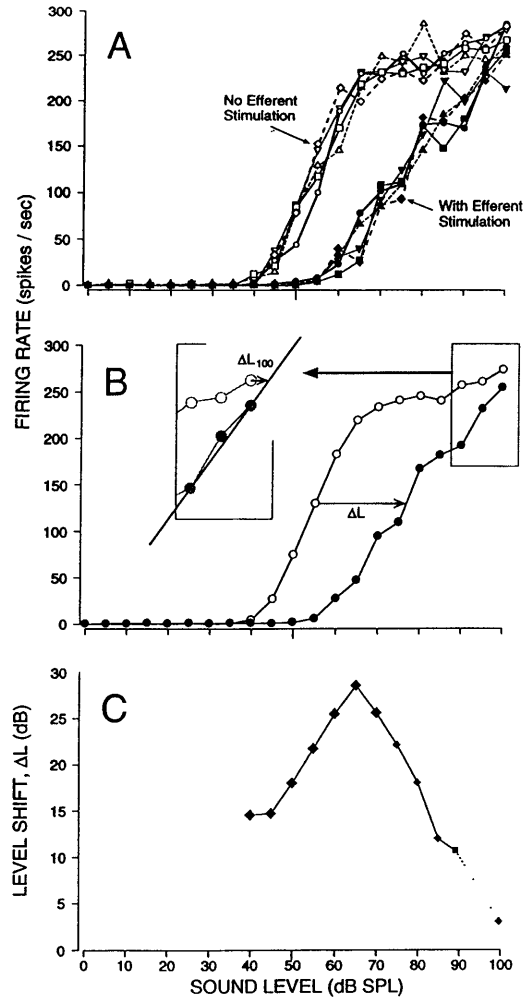 A
300
250
200
150
100
50
0
No Efferent
Stimulation
With Efferent
Stimulation
FIRING RATE (spikes / sec)
B
300
250
200
150
100
50
0
ΔL100
ΔL
C
30
25
20
15
10
5
0
LEVEL SHIFT, ΔL (dB)
0 10 20 30 40 50 60 70 80 90 100
SOUND LEVEL (dB SPL)